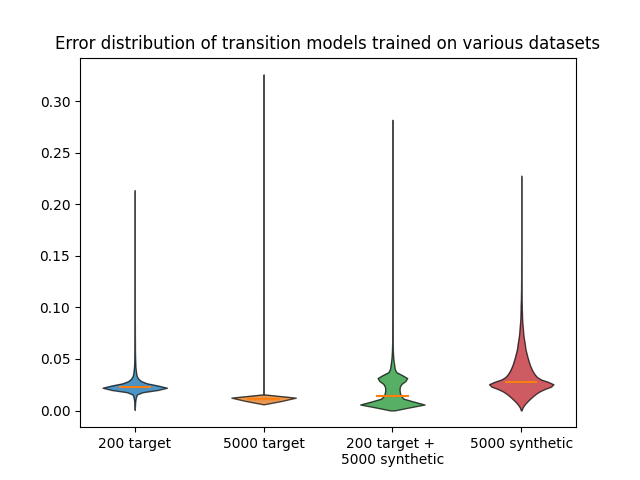 Error distribution of transition models trained on various datasets
0.30
0.25
0.20
0.15
0.10
0.05
0.00
200 target
5000 target
200 target +
5000 synthetic
5000 synthetic